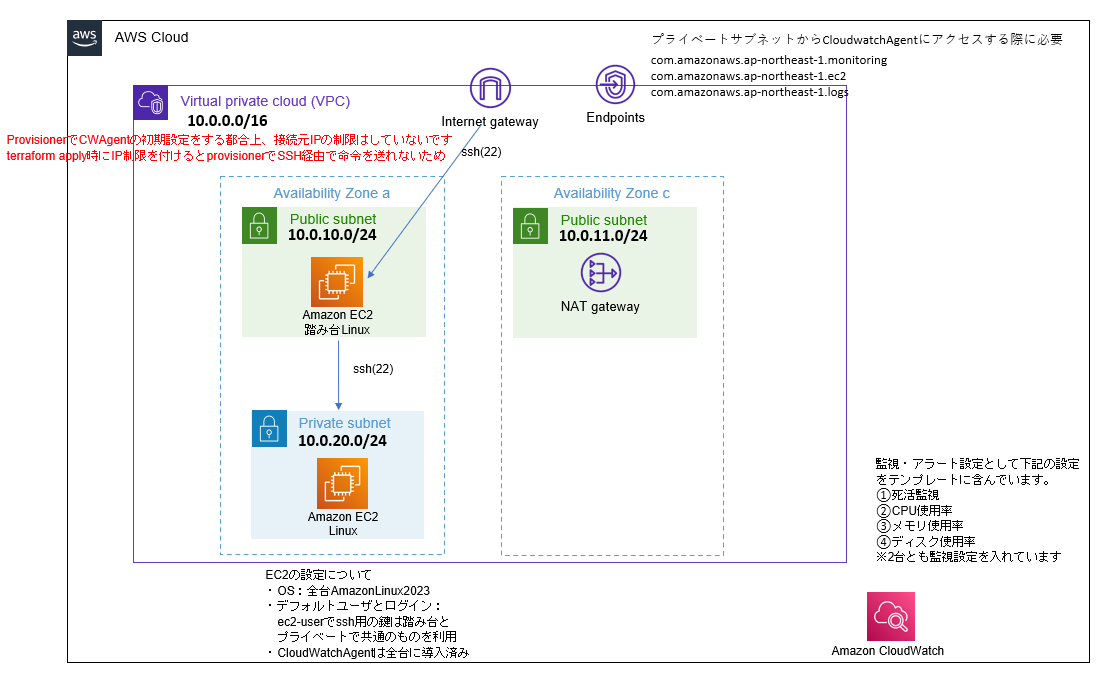 aws
AWS Cloud
プライベートサブネットからCloudwatchAgentにアクセスする際に必要
com.amazonaws.ap-northeast-1.monitoring
com.amazonaws.ap-northeast-1.ec2
com.amazonaws.ap-northeast-1.logs
Virtual private cloud (VPC)
10.0.0.0/16
Internet gateway
Endpoints
ProvisionerでCWAgentの初期設定をする都合上、接続元IPの制限はしていないです
terraform apply時にIP制限を付けるとprovisionerでSSH経由で命令を送れないため
ssh(22)
Availability Zone a
Public subnet
10.0.10.0/24
Amazon EC2
踏み台Linux
ssh(22)
Private subnet
10.0.20.0/24
Amazon EC2
Linux
Availability Zone c
Public subnet
10.0.11.0/24
NAT gateway
監視・アラート設定として下記の設定
をテンプレートに含んでいます。
①死活監視
②CPU使用率
③メモリ使用率
④ディスク使用率
※2台とも監視設定を入れています
EC2の設定について
・OS：全台AmazonLinux2023
・デフォルトユーザとログイン：
ec2-userでssh用の鍵は踏み台と
プライベートで共通のものを利用
・CloudWatchAgentは全台に導入済み
Amazon CloudWatch